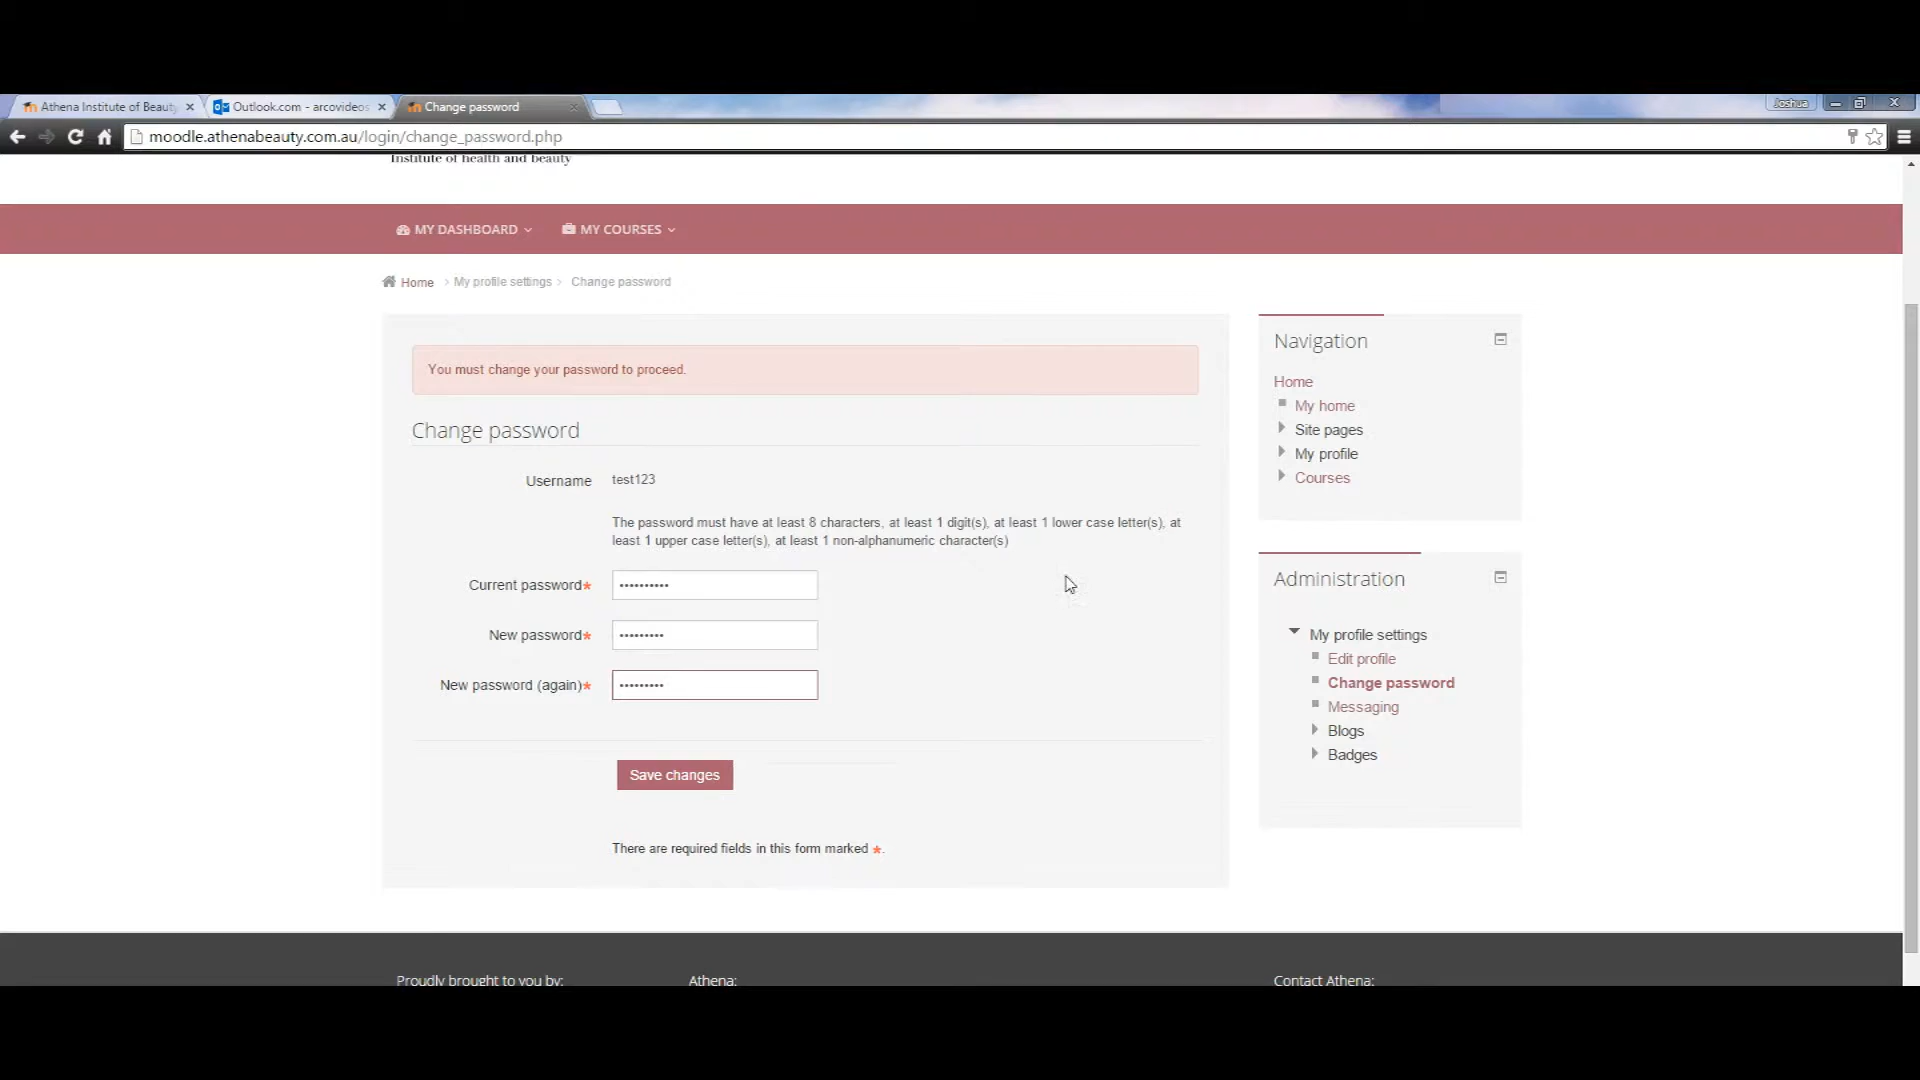 Athena Institute of Beauty
Outlook.com - arcovideos
Change password
Joshua
moodle.athenabeauty.com.au/login/change_password.php
Institute of health and beauty
MY DASHBOARD
MY COURSES
Home
My profile settings
Change password
You must change your password to proceed.
Change password
Username
test123
The password must have at least 8 characters, at least 1 digit(s), at least 1 lower case letter(s), at
least 1 upper case letter(s), at least 1 non-alphanumeric character(s)
Current password*
••••••••••
New password*
•••••••••
New password (again)*
•••••••••
Save changes
There are required fields in this form marked *.
Navigation
Home
My home
Site pages
My profile
Courses
Administration
My profile settings
Edit profile
Change password
Messaging
Blogs
Badges
Proudly brought to you by:
Athena:
Contact Athena: